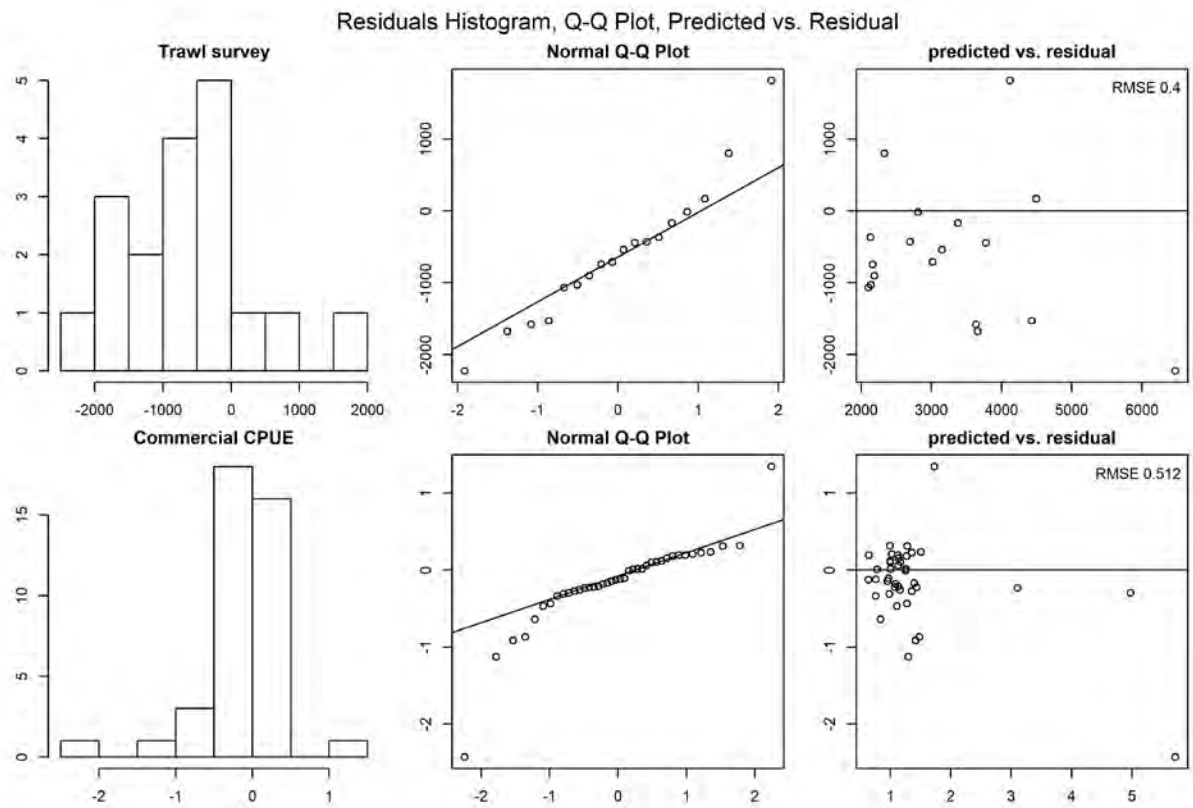 Residuals Histogram, Q-Q Plot, Predicted vs. Residual
Trawl survey
0 1 2 3 4 5
-2000 -1000 0 1000 2000
Normal Q-Q Plot
-2000 -1000 0 1000
-2 -1 0 1 2
predicted vs. residual
RMSE 0.4
-2000 -1000 0 1000
2000 3000 4000 5000 6000
Commercial CPUE
0 5 10 15
-2 -1 0 1
Normal Q-Q Plot
-2 -1 0 1
-2 -1 0 1 2
predicted vs. residual
RMSE 0.512
-2 -1 0 1
1 2 3 4 5